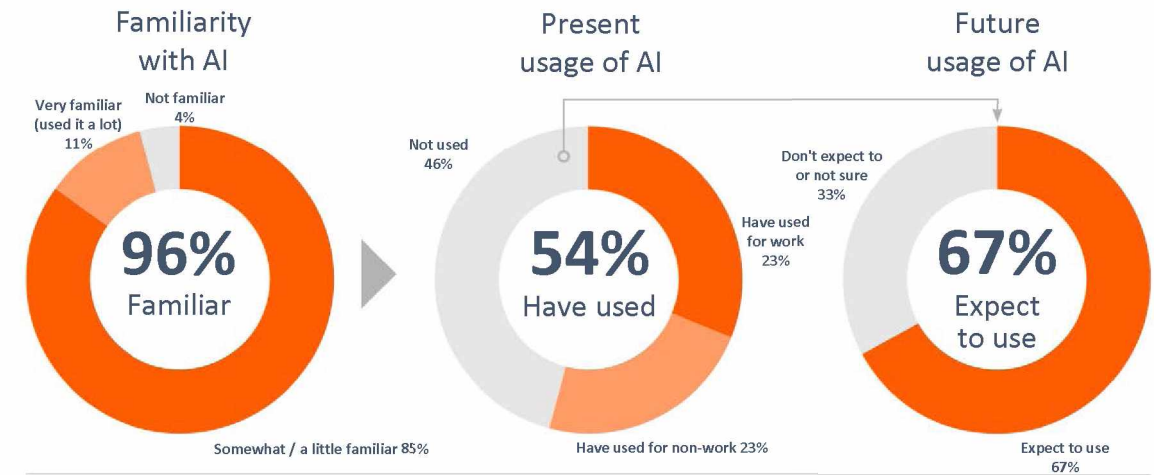 Familiarity
with AI
Very familiar
(used it a lot)
11%
Not familiar
4%
96%
Familiar
Somewhat / a little familiar 85%
Present
usage of AI
Not used
46%
Have used
for work
23%
54%
Have used
Have used for non-work 23%
Future
usage of AI
Don't expect to
or not sure
33%
67%
Expect
to use
Expect to use
67%